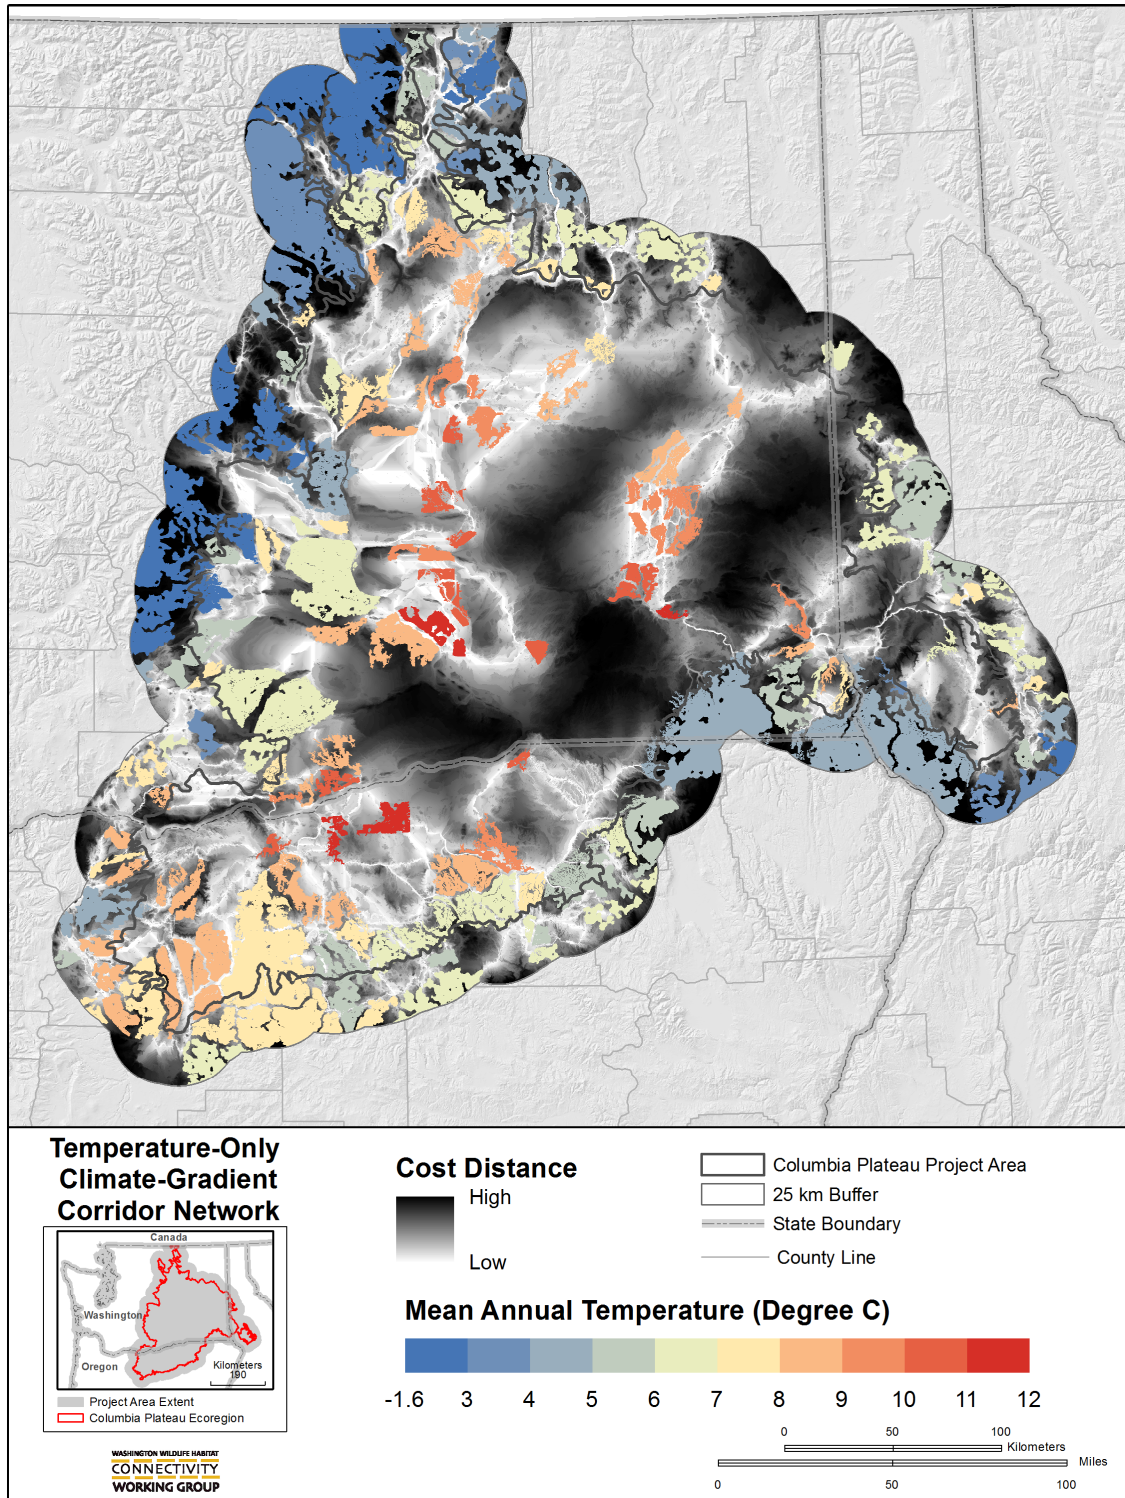 Temperature-Only
Climate-Gradient
Corridor Network
Canada
Washington
Oregon
Kilometers
190
Project Area Extent
Columbia Plateau Ecoregion
WASHINGTON WILDLIFE HABITAT
CONNECTIVITY
WORKING GROUP
Cost Distance
High
Low
Columbia Plateau Project Area
25 km Buffer
State Boundary
County Line
Mean Annual Temperature (Degree C)
-1.6 3 4 5 6 7 8 9 10 11 12
0 50 100
Kilometers
Miles
0 50 100